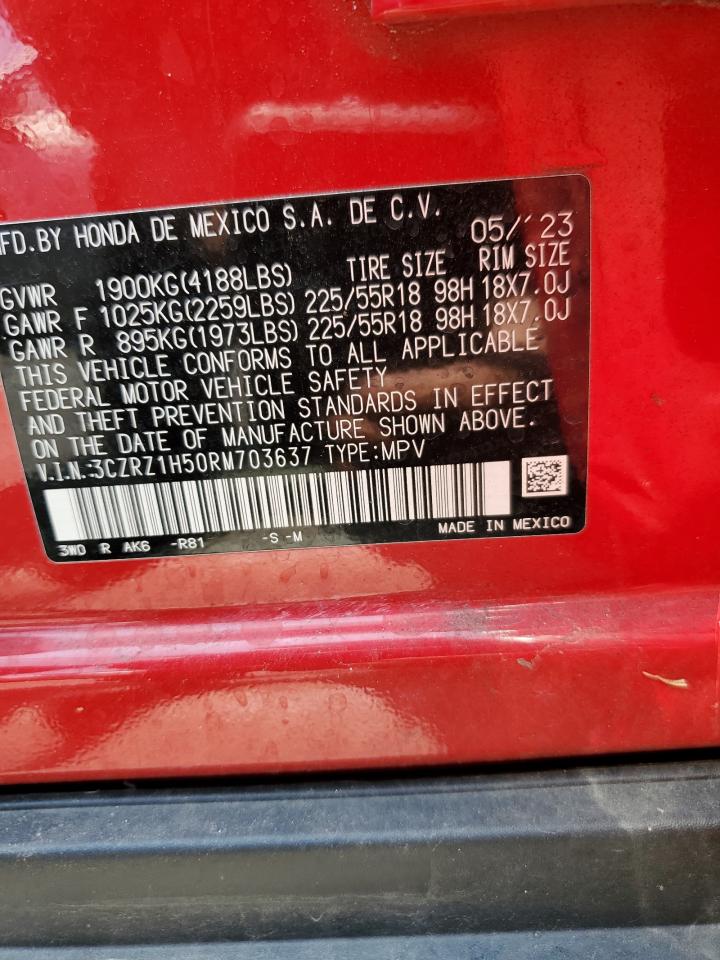 MFD.BY HONDA DE MEXICO S.A. DE C.V. 05/'23
GVWR 1900KG(4188LBS) TIRE SIZE RIM SIZE
GAWR F 1025KG(2259LBS) 225/55R18 98H 18X7.0J
GAWR R 895KG(1973LBS) 225/55R18 98H 18X7.0J
THIS VEHICLE CONFORMS TO ALL APPLICABLE
FEDERAL MOTOR VEHICLE SAFETY
AND THEFT PREVENTION STANDARDS IN EFFECT
ON THE DATE OF MANUFACTURE SHOWN ABOVE.
V.I.N:3CZRZ1H50RM703637 TYPE:MPV
3W0 R AK6 -R81 -S -M MADE IN MEXICO